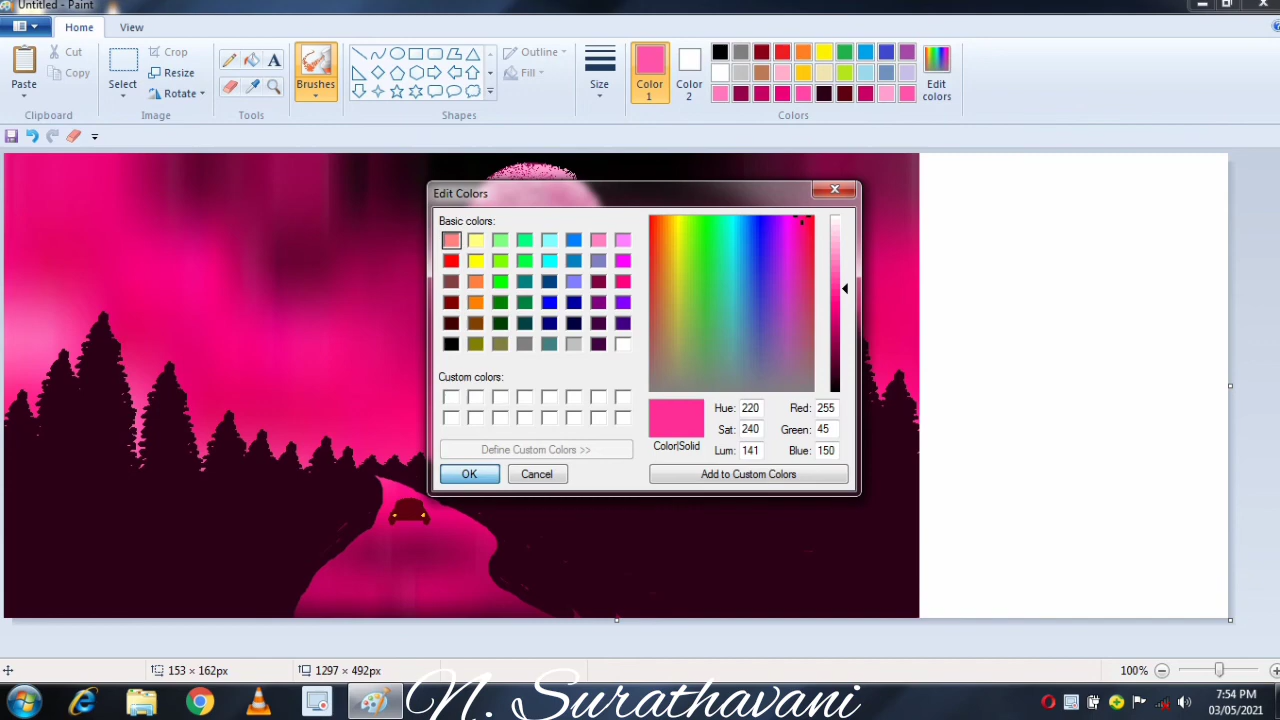 Untitled - Paint
Home
View
Paste
Cut
Copy
Clipboard
Select
Crop
Resize
Rotate
Image
Tools
Brushes
Shapes
Outline
Fill
Size
Color
1
Color
2
Edit
colors
Colors
Edit Colors
Basic colors:
Custom colors:
Define Custom Colors >>
OK
Cancel
Color|Solid
Hue: 220
Sat: 240
Lum: 141
Red: 255
Green: 45
Blue: 150
Add to Custom Colors
153 × 162px
1297 × 492px
100%
N. Surathavani
7:54 PM
03/05/2021